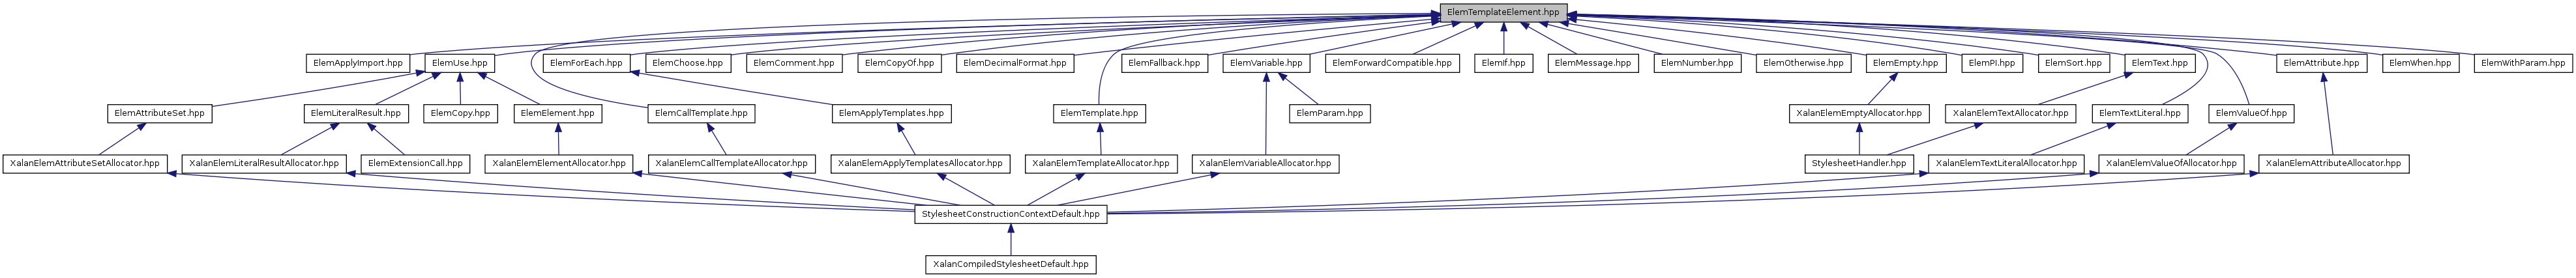 ElemTemplateElement.hpp
ElemApplyImport.hpp
ElemUse.hpp
ElemForEach.hpp
ElemChoose.hpp
ElemComment.hpp
ElemCopyOf.hpp
ElemDecimalFormat.hpp
ElemFallback.hpp
ElemVariable.hpp
ElemForwardCompatible.hpp
ElemIf.hpp
ElemMessage.hpp
ElemNumber.hpp
ElemOtherwise.hpp
ElemEmpty.hpp
ElemPI.hpp
ElemSort.hpp
ElemText.hpp
ElemAttribute.hpp
ElemWhen.hpp
ElemWithParam.hpp
ElemAttributeSet.hpp
ElemLiteralResult.hpp
ElemCopy.hpp
ElemElement.hpp
ElemCallTemplate.hpp
ElemApplyTemplates.hpp
ElemTemplate.hpp
ElemParam.hpp
XalanElemEmptyAllocator.hpp
XalanElemTextAllocator.hpp
ElemTextLiteral.hpp
ElemValueOf.hpp
XalanElemAttributeSetAllocator.hpp
XalanElemLiteralResultAllocator.hpp
ElemExtensionCall.hpp
XalanElemElementAllocator.hpp
XalanElemCallTemplateAllocator.hpp
XalanElemApplyTemplatesAllocator.hpp
XalanElemTemplateAllocator.hpp
XalanElemVariableAllocator.hpp
StylesheetHandler.hpp
XalanElemTextLiteralAllocator.hpp
XalanElemValueOfAllocator.hpp
XalanElemAttributeAllocator.hpp
StylesheetConstructionContextDefault.hpp
XalanCompiledStylesheetDefault.hpp